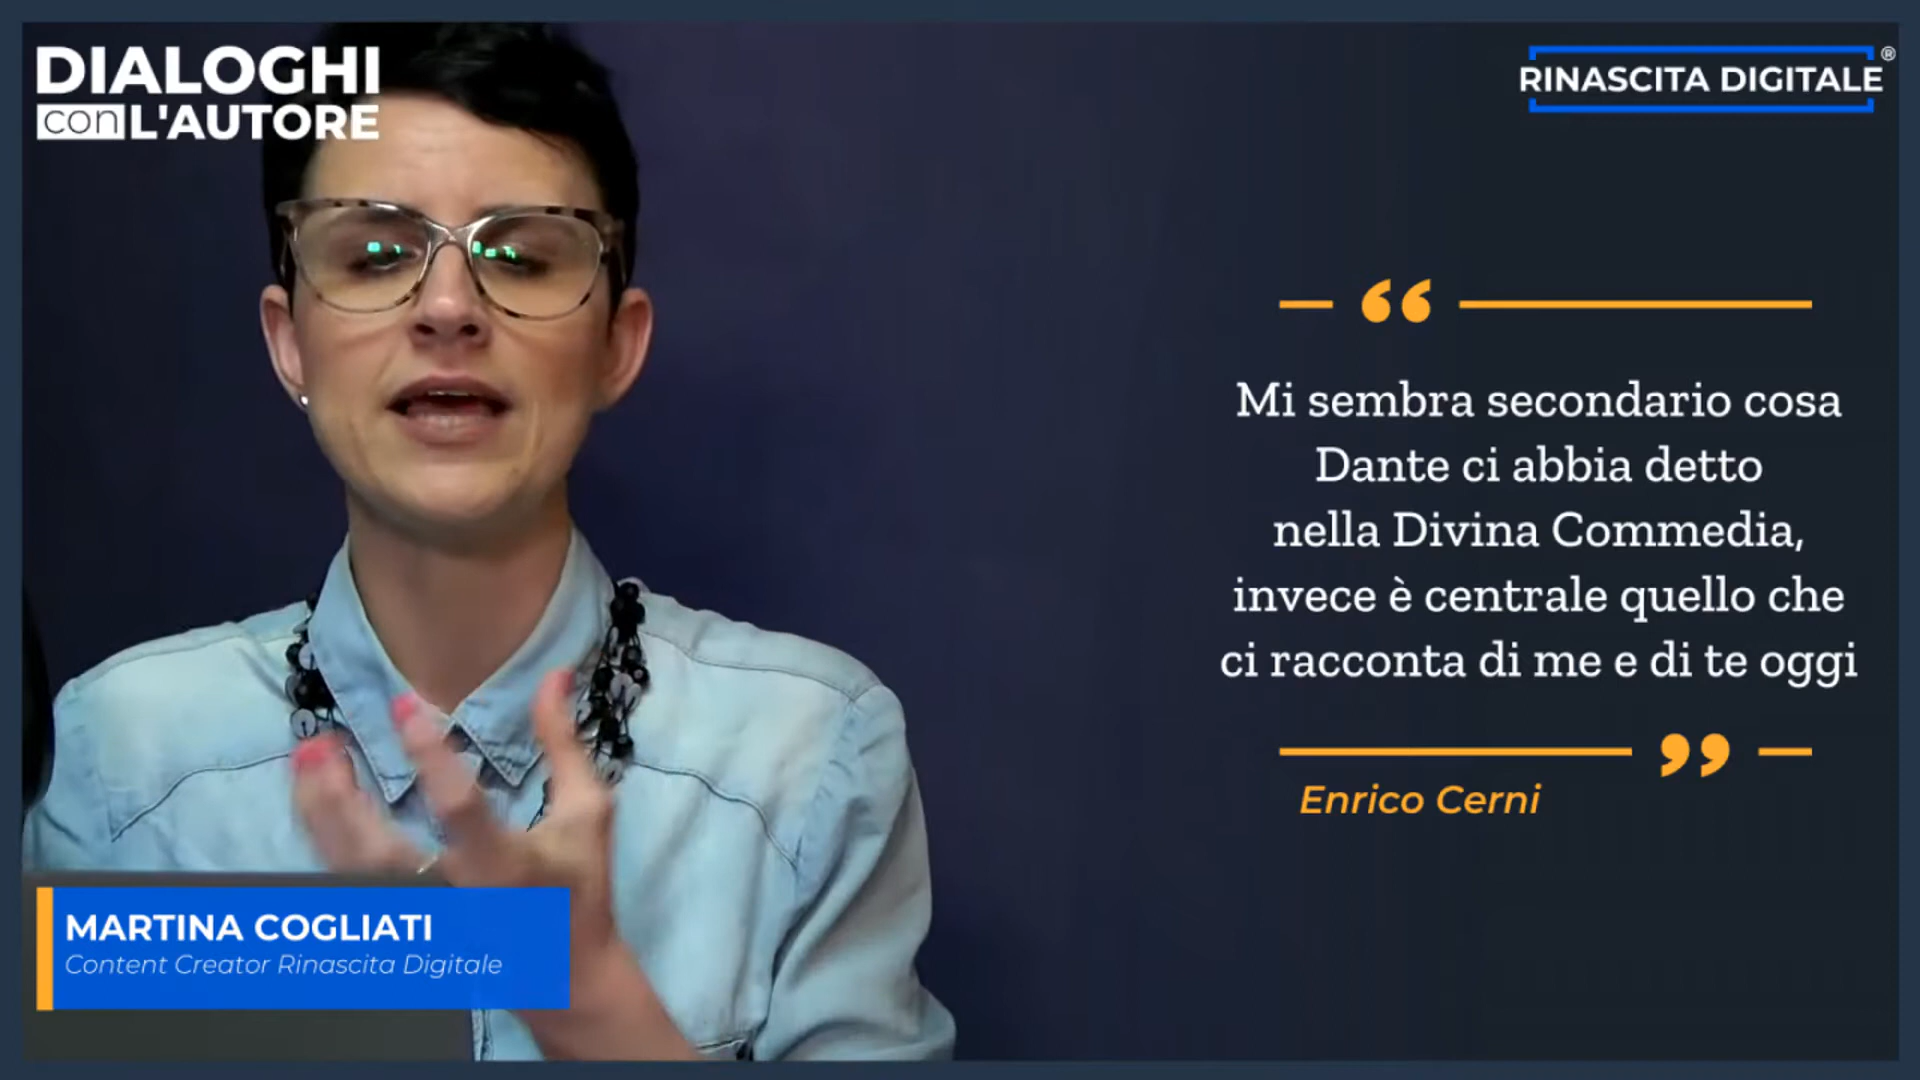 DIALOGHI
con L'AUTORE
RINASCITA DIGITALE®
“
Mi sembra secondario cosa
Dante ci abbia detto
nella Divina Commedia,
invece è centrale quello che
ci racconta di me e di te oggi
”
Enrico Cerni
MARTINA COGLIATI
Content Creator Rinascita Digitale